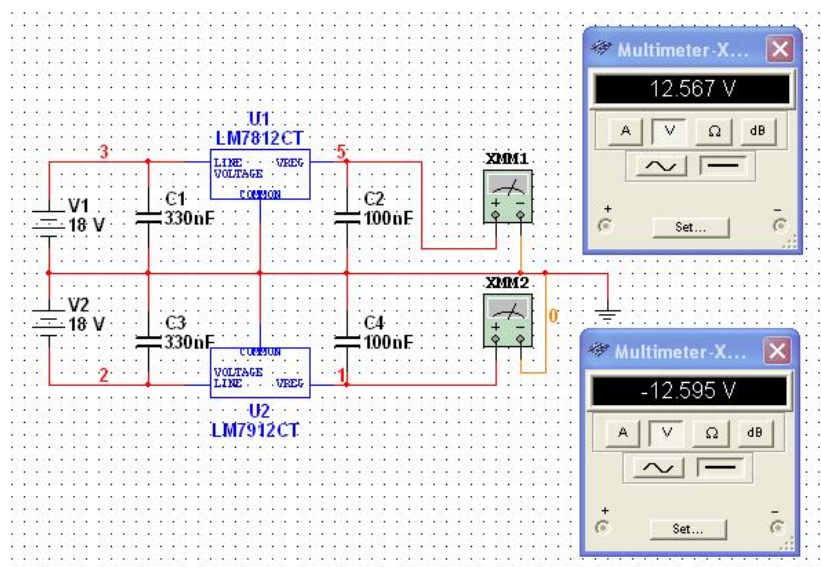 U1
LM7812CT
3
LINE VREG
VOLTAGE
COMMON
5
V1
18 V
C1
330nF
C2
100nF
XMM1
+ −
V2
18 V
C3
330nF
C4
100nF
XMM2
+ −
0
2
COMMON
VOLTAGE
LINE VREG
1
U2
LM7912CT
Multimeter-X...
12.567 V
A V Ω dB
+ −
Set...
Multimeter-X...
-12.595 V
A V Ω dB
+ −
Set...